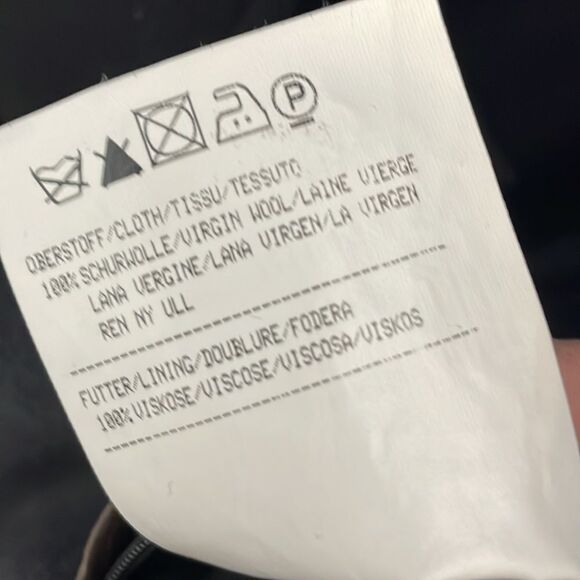 P
OBERSTOFF/CLOTH/TISSU/TESSUTO
100% SCHURWOLLE/VIRGIN WOOL/LAINE VIERGE
LANA VERGINE/LANA VIRGEN/LA VIRGEN
REN NY ULL
FUTTER/LINING/DOUBLURE/FODERA
100% VISKOSE/VISCOSE/VISCOSA/VISKOS